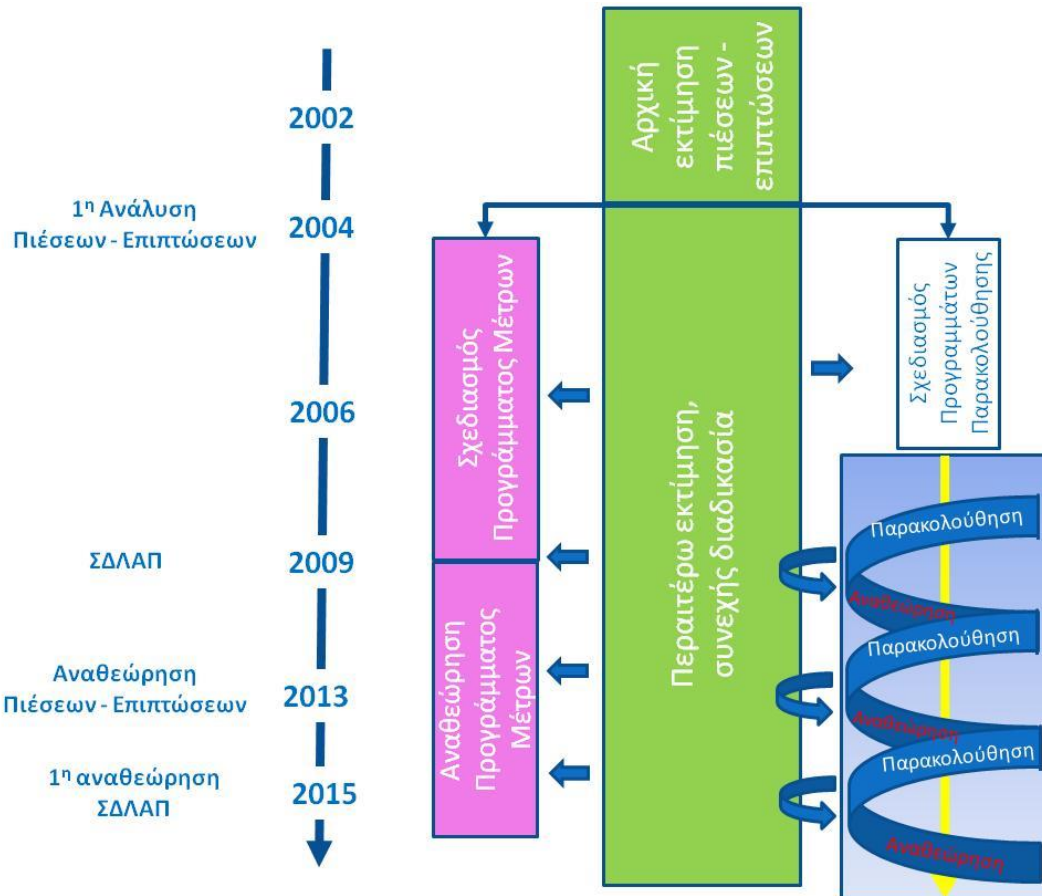 2002
1η Ανάλυση
Πιέσεων - Επιπτώσεων
2004
2006
ΣΔΛΑΠ
2009
Αναθεώρηση
Πιέσεων - Επιπτώσεων
2013
1η αναθεώρηση
ΣΔΛΑΠ
2015
Σχεδιασμός
Προγράμματος Μέτρων
Αναθεώρηση
Προγράμματος
Μέτρων
Αρχική
εκτίμηση
πιέσεων -
επιπτώσεων
Περαιτέρω εκτίμηση,
συνεχής διαδικασία
Σχεδιασμός
Προγραμμάτων
Παρακολούθησης
Παρακολούθηση
Αναθεώρηση
Παρακολούθηση
Αναθεώρηση
Παρακολούθηση
Αναθεώρηση